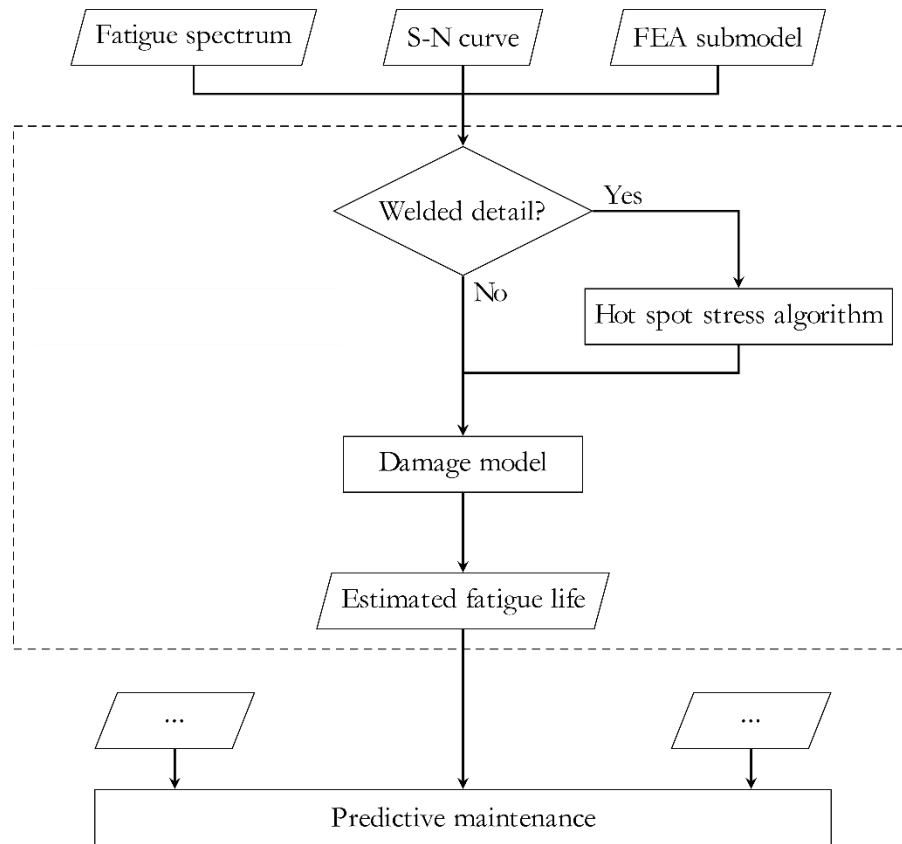 Fatigue spectrum
S-N curve
FEA submodel
Welded detail?
Yes
No
Hot spot stress algorithm
Damage model
Estimated fatigue life
...
...
Predictive maintenance